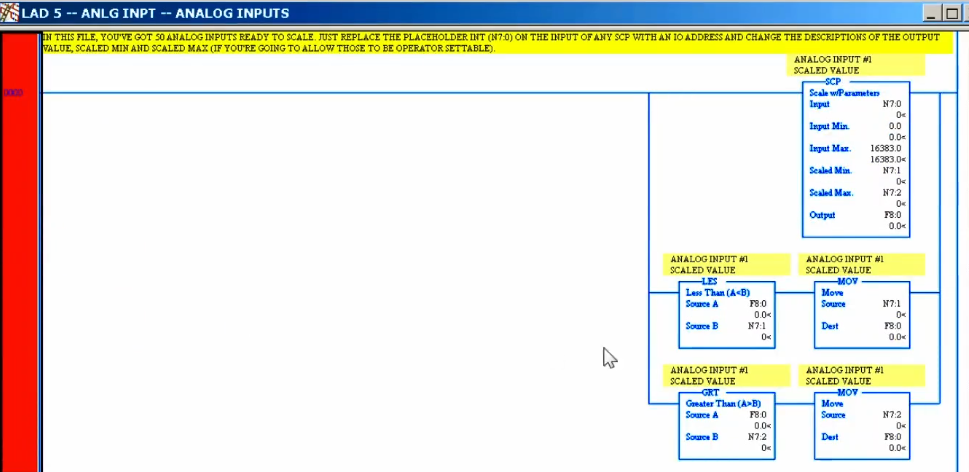 LAD 5 -- ANLG INPT -- ANALOG INPUTS
IN THIS FILE, YOU'VE GOT 50 ANALOG INPUTS READY TO SCALE. JUST REPLACE THE PLACEHOLDER INT (N7:0) ON THE INPUT OF ANY SCP WITH AN IO ADDRESS AND CHANGE THE DESCRIPTIONS OF THE OUTPUT
VALUE, SCALED MIN AND SCALED MAX (IF YOU'RE GOING TO ALLOW THOSE TO BE OPERATOR SETTABLE).
0000
ANALOG INPUT #1
SCALED VALUE
SCP
Scale w/Parameters
Input N7:0
0<
Input Min. 0.0
0.0<
Input Max. 16383.0
16383.0<
Scaled Min. N7:1
0<
Scaled Max. N7:2
0<
Output F8:0
0.0<
ANALOG INPUT #1
SCALED VALUE
LES
Less Than (A<B)
Source A F8:0
0.0<
Source B N7:1
0<
ANALOG INPUT #1
SCALED VALUE
MOV
Move
Source N7:1
0<
Dest F8:0
0.0<
ANALOG INPUT #1
SCALED VALUE
GRT
Greater Than (A>B)
Source A F8:0
0.0<
Source B N7:2
0<
ANALOG INPUT #1
SCALED VALUE
MOV
Move
Source N7:2
0<
Dest F8:0
0.0<